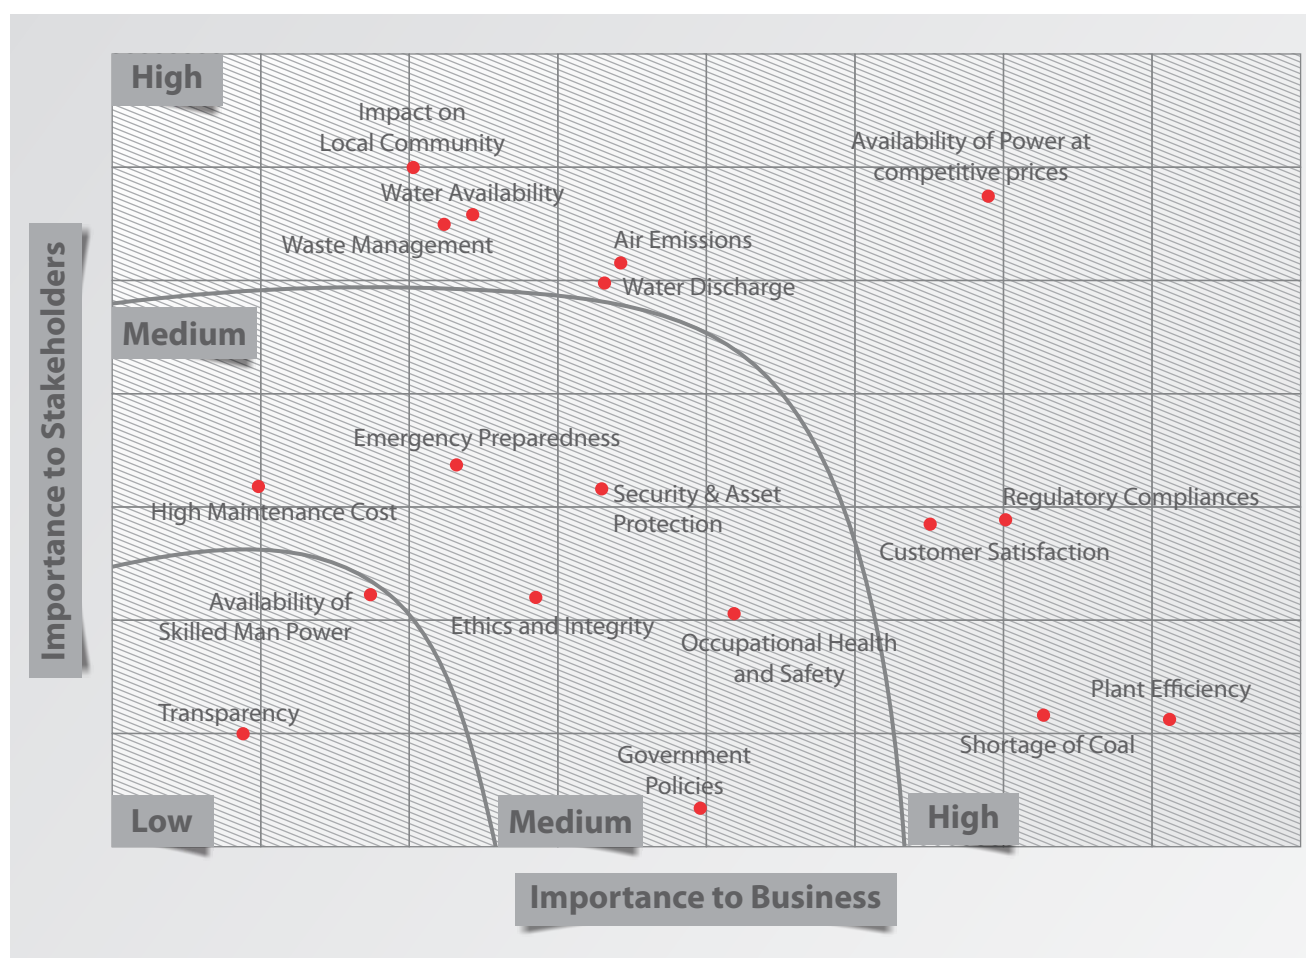 High
Impact on
Local Community
Availability of Power at
competitive prices
Water Availability
Waste Management
Air Emissions
Water Discharge
Medium
Importance to Stakeholders
Emergency Preparedness
High Maintenance Cost
Security & Asset
Protection
Regulatory Compliances
Customer Satisfaction
Availability of
Skilled Man Power
Ethics and Integrity
Occupational Health
and Safety
Transparency
Plant Efficiency
Shortage of Coal
Government
Policies
Low
Medium
High
Importance to Business